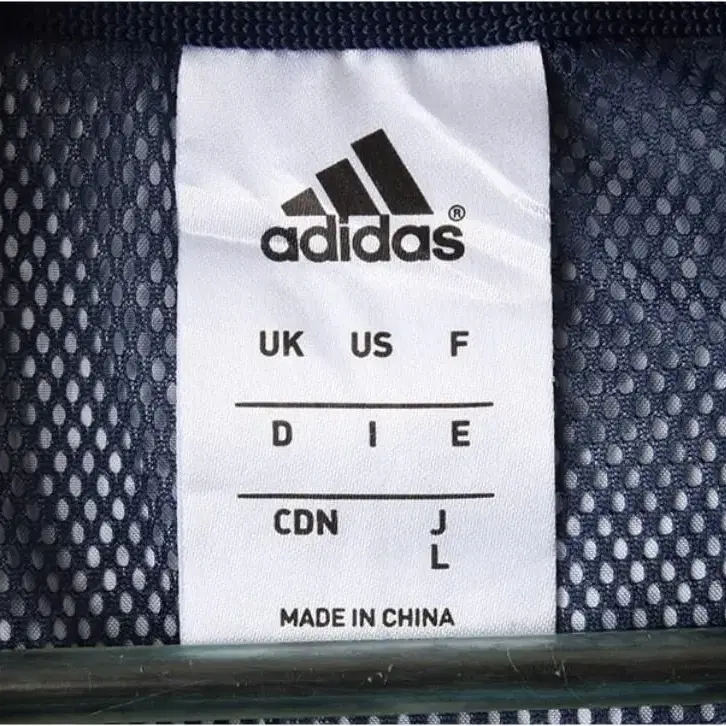 adidas®
UK US F
D I E
CDN J
L
MADE IN CHINA